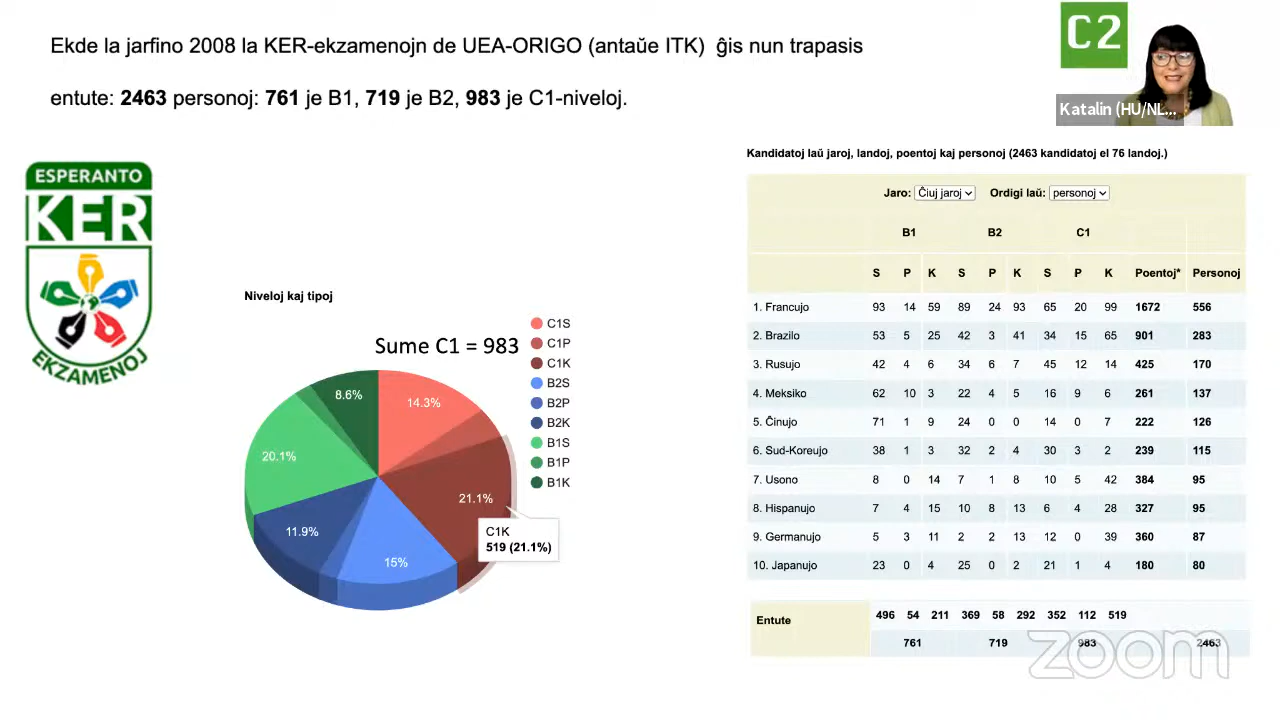 Ekde la jarfino 2008 la KER-ekzamenojn de UEA-ORIGO (antaŭe ITK) ĝis nun trapasis
entute: 2463 personoj: 761 je B1, 719 je B2, 983 je C1-niveloj.
C2
Katalin (HU/NL...
ESPERANTO
KER
EKZAMENOJ
Niveloj kaj tipoj
Sume C1 = 983
C1S
C1P
C1K
B2S
B2P
B2K
B1S
B1P
B1K
8.6%
14.3%
20.1%
21.1%
11.9%
15%
C1K
519 (21.1%)
Kandidatoj laŭ jaroj, landoj, poentoj kaj personoj (2463 kandidatoj el 76 landoj.)
Jaro: Ĉiuj jaroj Ordigi laŭ: personoj
B1 B2 C1
S P K S P K S P K Poentoj* Personoj
1. Francujo 93 14 59 89 24 93 65 20 99 1672 556
2. Brazilo 53 5 25 42 3 41 34 15 65 901 283
3. Rusujo 42 4 6 34 6 7 45 12 14 425 170
4. Meksiko 62 10 3 22 4 5 16 9 6 261 137
5. Ĉinujo 71 1 9 24 0 0 14 0 7 222 126
6. Sud-Koreujo 38 1 3 32 2 4 30 3 2 239 115
7. Usono 8 0 14 7 1 8 10 5 42 384 95
8. Hispanujo 7 4 15 10 8 13 6 4 28 327 95
9. Germanujo 5 3 11 2 2 13 12 0 39 360 87
10. Japanujo 23 0 4 25 0 2 21 1 4 180 80
Entute 496 54 211 369 58 292 352 112 519
761 719 983 2463
zoom